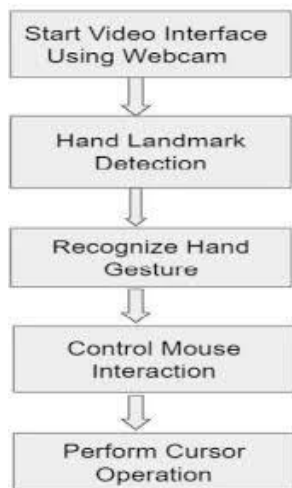 Start Video Interface
Using Webcam
Hand Landmark
Detection
Recognize Hand
Gesture
Control Mouse
Interaction
Perform Cursor
Operation